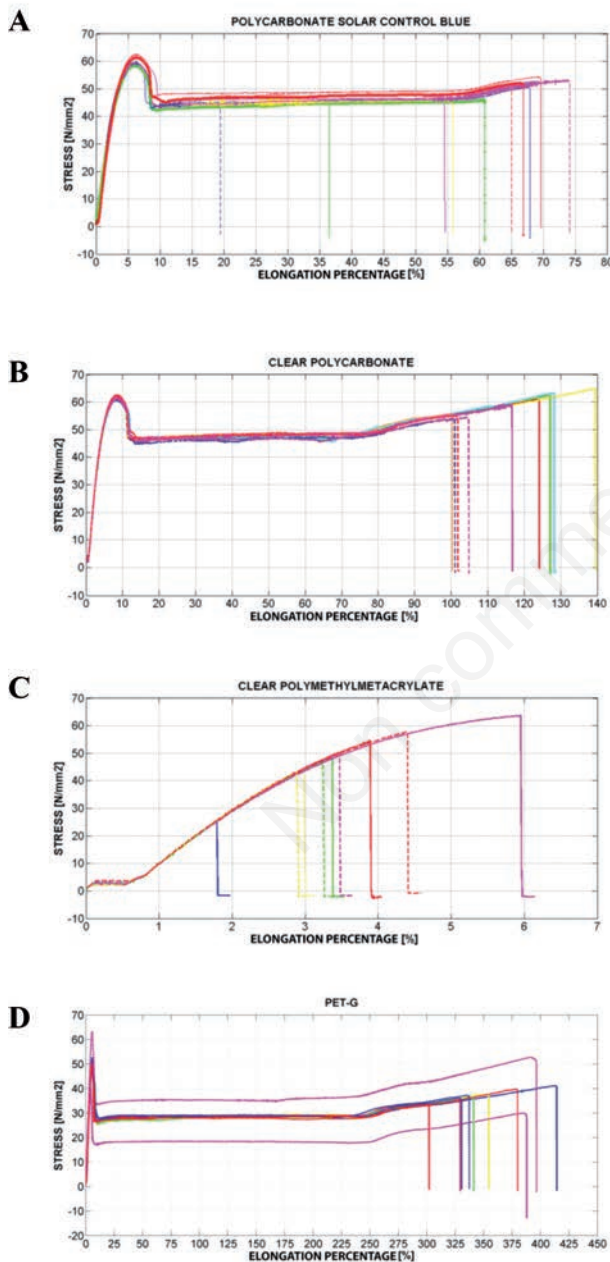 A
POLYCARBONATE SOLAR CONTROL BLUE
STRESS [N/mm2]
70
60
50
40
30
20
10
0
-10
0 5 10 15 20 25 30 35 40 45 50 55 60 65 70 75 80
ELONGATION PERCENTAGE [%]
B
CLEAR POLYCARBONATE
STRESS [N/mm2]
70
60
50
40
30
20
10
0
-10
0 10 20 30 40 50 60 70 80 90 100 110 120 130 140
ELONGATION PERCENTAGE [%]
C
CLEAR POLYMETHYLMETACRYLATE
STRESS [N/mm2]
70
60
50
40
30
20
10
0
-10
0 1 2 3 4 5 6 7
ELONGATION PERCENTAGE [%]
D
PET-G
STRESS [N/mm2]
70
60
50
40
30
20
10
0
-10
-20
0 25 50 75 100 125 150 175 200 225 250 275 300 325 350 375 400 425 450
ELONGATION PERCENTAGE [%]
Non comme